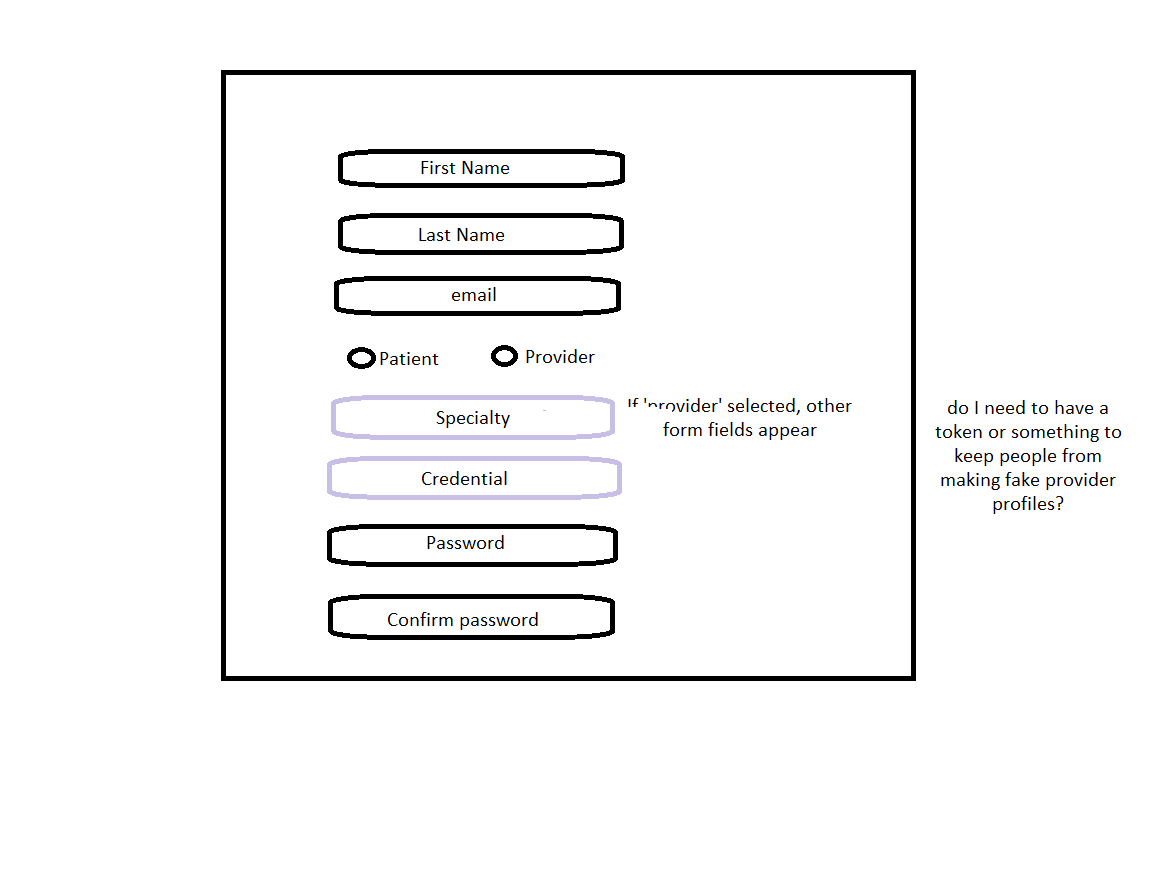 First Name
Last Name
email
Patient
Provider
Specialty
If 'provider' selected, other
form fields appear
Credential
Password
Confirm password
do I need to have a
token or something to
keep people from
making fake provider
profiles?